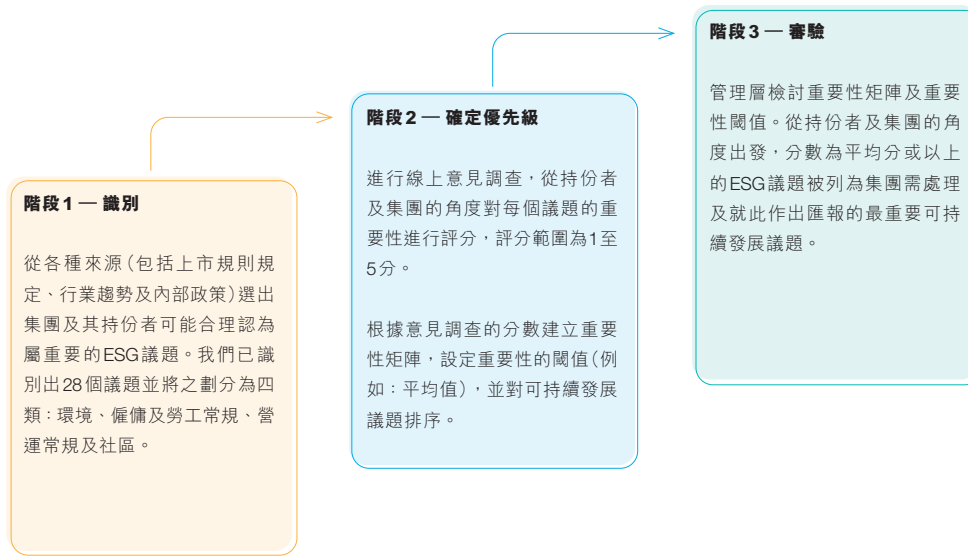 階段1 — 識別
從各種來源(包括上市規則規
定、行業趨勢及內部政策)選出
集團及其持份者可能合理認為
屬重要的ESG議題。我們已識
別出28個議題並將之劃分為四
類：環境、僱傭及勞工常規、營
運常規及社區。
階段2 — 確定優先級
進行線上意見調查，從持份者
及集團的角度對每個議題的重
要性進行評分，評分範圍為1至
5分。
根據意見調查的分數建立重要
性矩陣，設定重要性的閾值(例
如：平均值)，並對可持續發展
議題排序。
階段3 — 審驗
管理層檢討重要性矩陣及重要
性閾值。從持份者及集團的角
度出發，分數為平均分或以上
的ESG議題被列為集團需處理
及就此作出匯報的最重要可持
續發展議題。